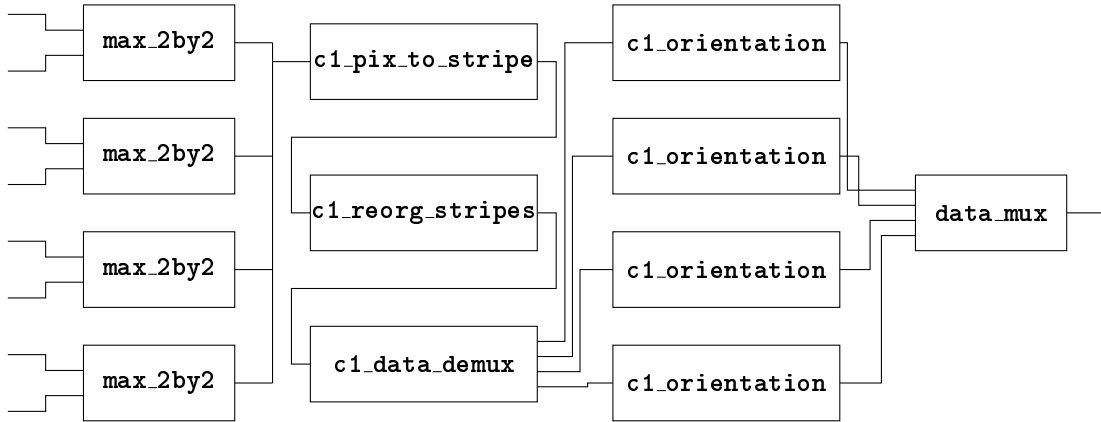 max_2by2
max_2by2
max_2by2
max_2by2
c1_pix_to_stripe
c1_reorg_stripes
c1_data_demux
c1_orientation
c1_orientation
c1_orientation
c1_orientation
data_mux